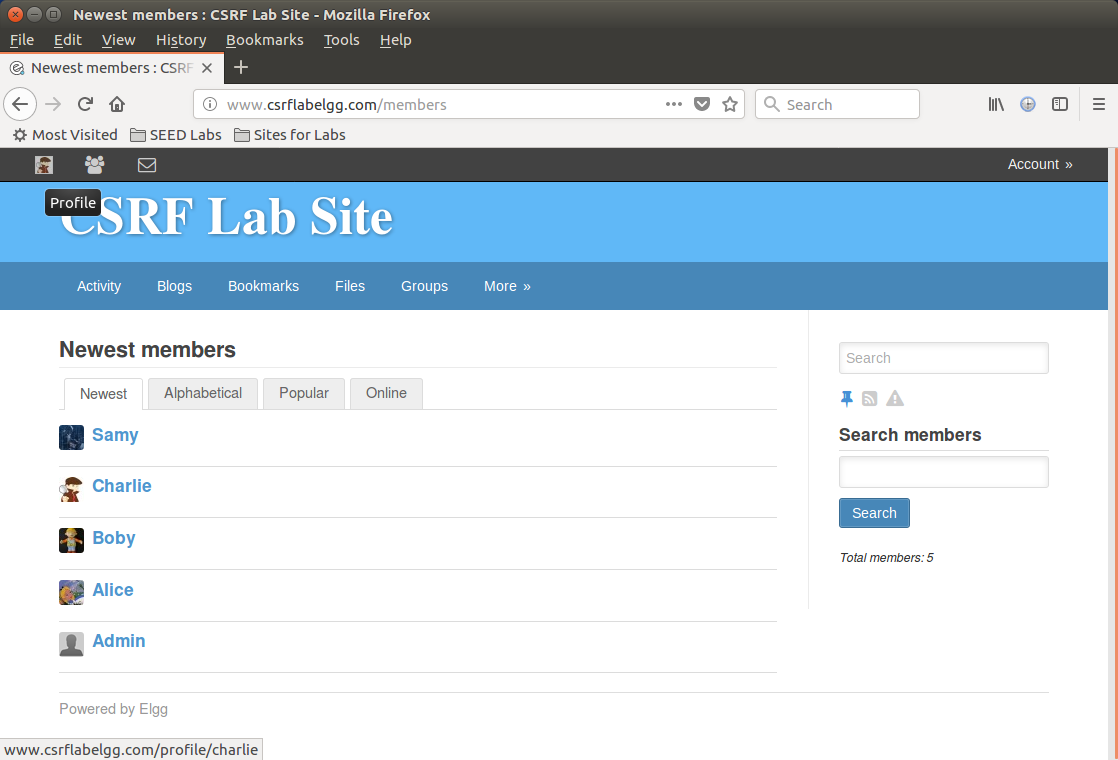 Newest members : CSRF Lab Site - Mozilla Firefox
File Edit View History Bookmarks Tools Help
Newest members : CSRF
www.csrflabelgg.com/members
Search
Most Visited SEED Labs Sites for Labs
Account »
Profile
CSRF Lab Site
Activity Blogs Bookmarks Files Groups More »
Newest members
Newest Alphabetical Popular Online
Samy
Charlie
Boby
Alice
Admin
Search
Search members
Search
Total members: 5
Powered by Elgg
www.csrflabelgg.com/profile/charlie